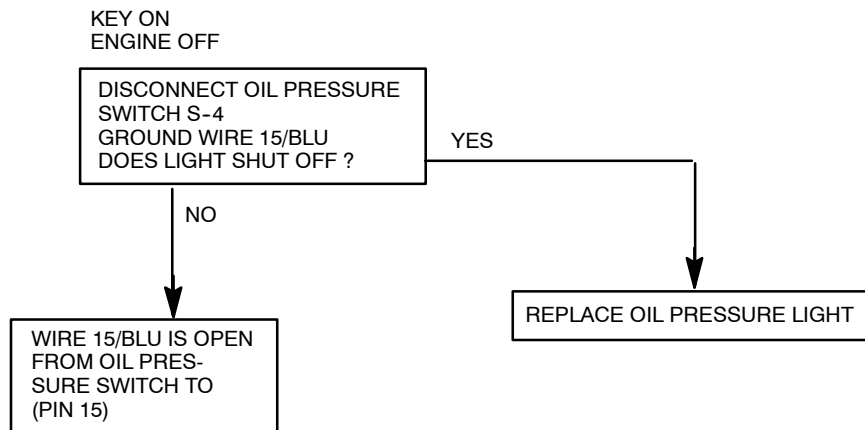 KEY ON
ENGINE OFF
DISCONNECT OIL PRESSURE
SWITCH S-4
GROUND WIRE 15/BLU
DOES LIGHT SHUT OFF ?
YES
NO
REPLACE OIL PRESSURE LIGHT
WIRE 15/BLU IS OPEN
FROM OIL PRES-
SURE SWITCH TO
(PIN 15)